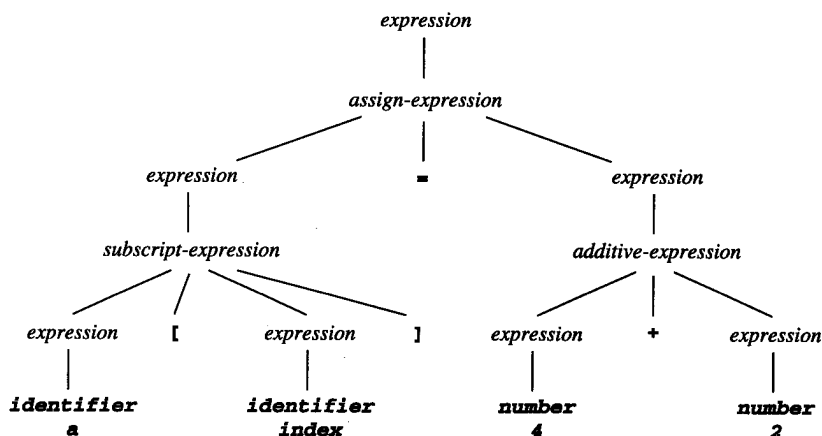 expression
assign-expression
expression = expression
subscript-expression additive-expression
expression [ expression ] expression + expression
identifier identifier number number
a index 4 2